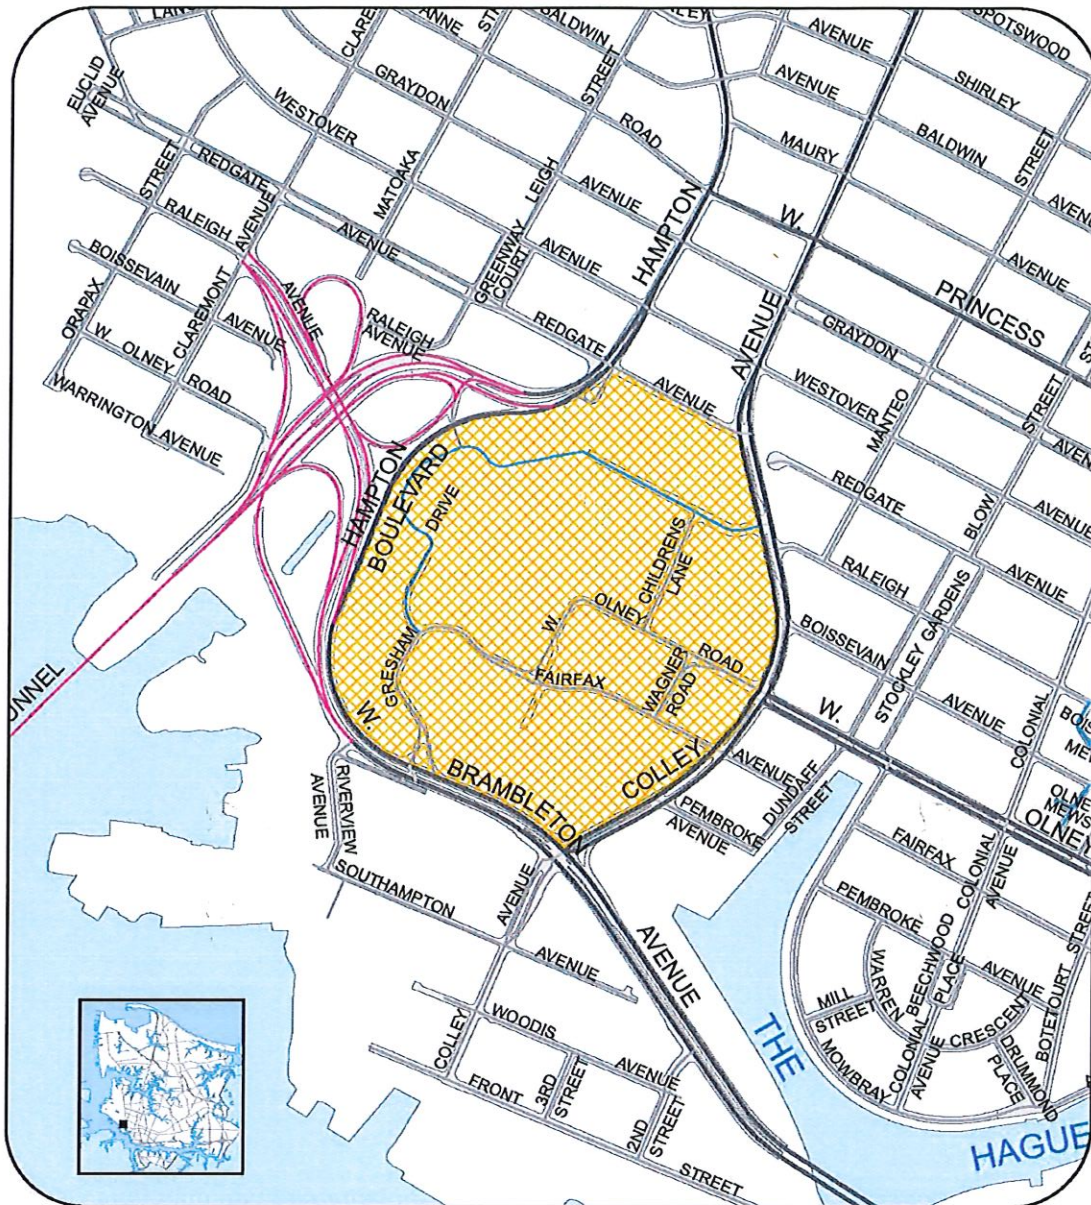 SPOTSWOOD
BALDWIN
AVENUE
SHIRLEY
EUCLID
AVENUE
GRAYDON
STREET
AVENUE
WESTOVER
ROAD
MAURY
BALDWIN
STREET
STREET
REDGATE
MATOAKA
LEIGH
AVENUE
HAMPTON
W.
RALEIGH
AVENUE
AVENUE
GREENWAY
COURT
AVENUE
AVENUE
BOISSEVAIN
AVENUE
PRINCESS
ORAPAX
CLAREMONT
AVENUE
RALEIGH
AVENUE
REDGATE
AVENUE
GRAYDON
W. OLNEY
ROAD
WARRINGTON AVENUE
AVENUE
WESTOVER
MANTEO
STREET
HAMPTON
BOULEVARD
DRIVE
REDGATE
BLOW
AVENUE
CHILDRENS
LANE
RALEIGH
AVENUE
W. OLNEY
ROAD
BOISSEVAIN
STOCKLEY GARDENS
GRESHAM
FAIRFAX
WAGNER
ROAD
W.
AVENUE
COLONIAL
W.
BRAMBLETON
COLLEY
AVENUE
DUNDAFF
STREET
PEMBROKE
AVENUE
OLNEY
RIVERVIEW
AVENUE
FAIRFAX
AVENUE
SOUTHAMPTON
AVENUE
AVENUE
PEMBROKE
COLONIAL
AVENUE
STREET
AVENUE
WARREN
BEECHWOOD
PLACE
AVENUE
BOTETOURT
MILL
STREET
CRESCENT
WOODIS
AVENUE
THE
MOWBRAY
COLONIAL
AVENUE
DRUMMOND
PLACE
COLLEY
FRONT
3RD
STREET
2ND
STREET
STREET
HAGUE